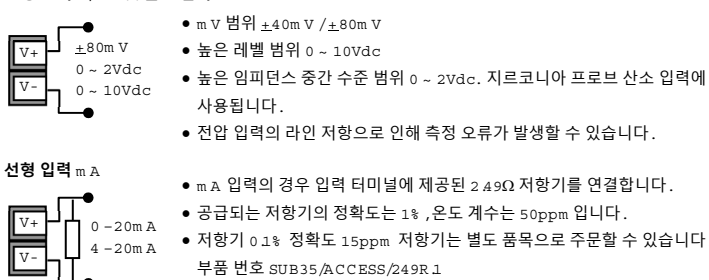 ● mV 범위 ±40mV /±80mV
● 높은 레벨 범위 0 ~ 10Vdc
● 높은 임피던스 중간 수준 범위 0 ~ 2Vdc. 지르코니아 프로브 산소 입력에
사용됩니다.
● 전압 입력의 라인 저항으로 인해 측정 오류가 발생할 수 있습니다.
V+
V-
±80mV
0 ~ 2Vdc
0 ~ 10Vdc
선형 입력 mA
● mA 입력의 경우 입력 터미널에 제공된 2.49Ω 저항기를 연결합니다.
● 공급되는 저항기의 정확도는 1% ,온도 계수는 50ppm 입니다.
● 저항기 0.1% 정확도 15ppm 저항기는 별도 품목으로 주문할 수 있습니다
부품 번호 SUB35/ACCESS/249R.1
V+
V-
0 -20mA
4 -20mA